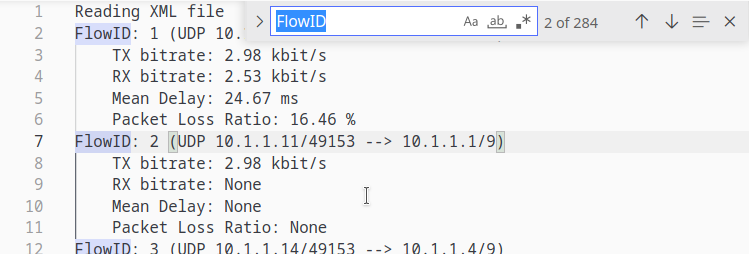 1 Reading XML file
FlowID Aa ab .* 2 of 284
2 FlowID: 1 (UDP 10.
3 TX bitrate: 2.98 kbit/s
4 RX bitrate: 2.53 kbit/s
5 Mean Delay: 24.67 ms
6 Packet Loss Ratio: 16.46 %
7 FlowID: 2 (UDP 10.1.1.11/49153 --> 10.1.1.1/9)
8 TX bitrate: 2.98 kbit/s
9 RX bitrate: None
10 Mean Delay: None
11 Packet Loss Ratio: None
12 FlowID: 3 (UDP 10.1.1.14/49153 --> 10.1.1.4/9)